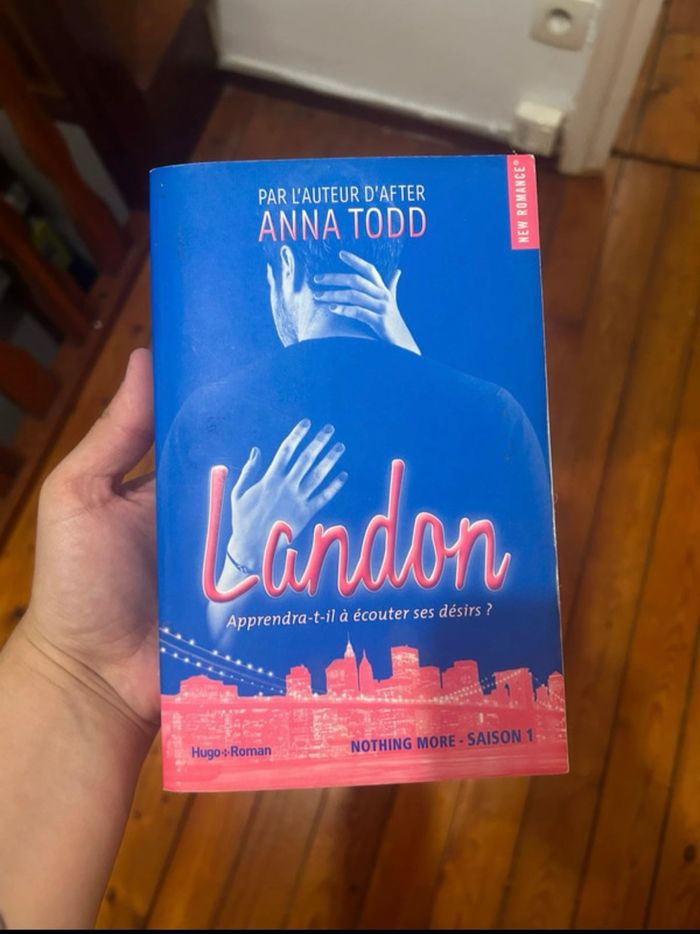 PAR L'AUTEUR D'AFTER
ANNA TODD
NEW ROMANCE®
Landon
Apprendra-t-il à écouter ses désirs ?
Hugo Roman
NOTHING MORE - SAISON 1